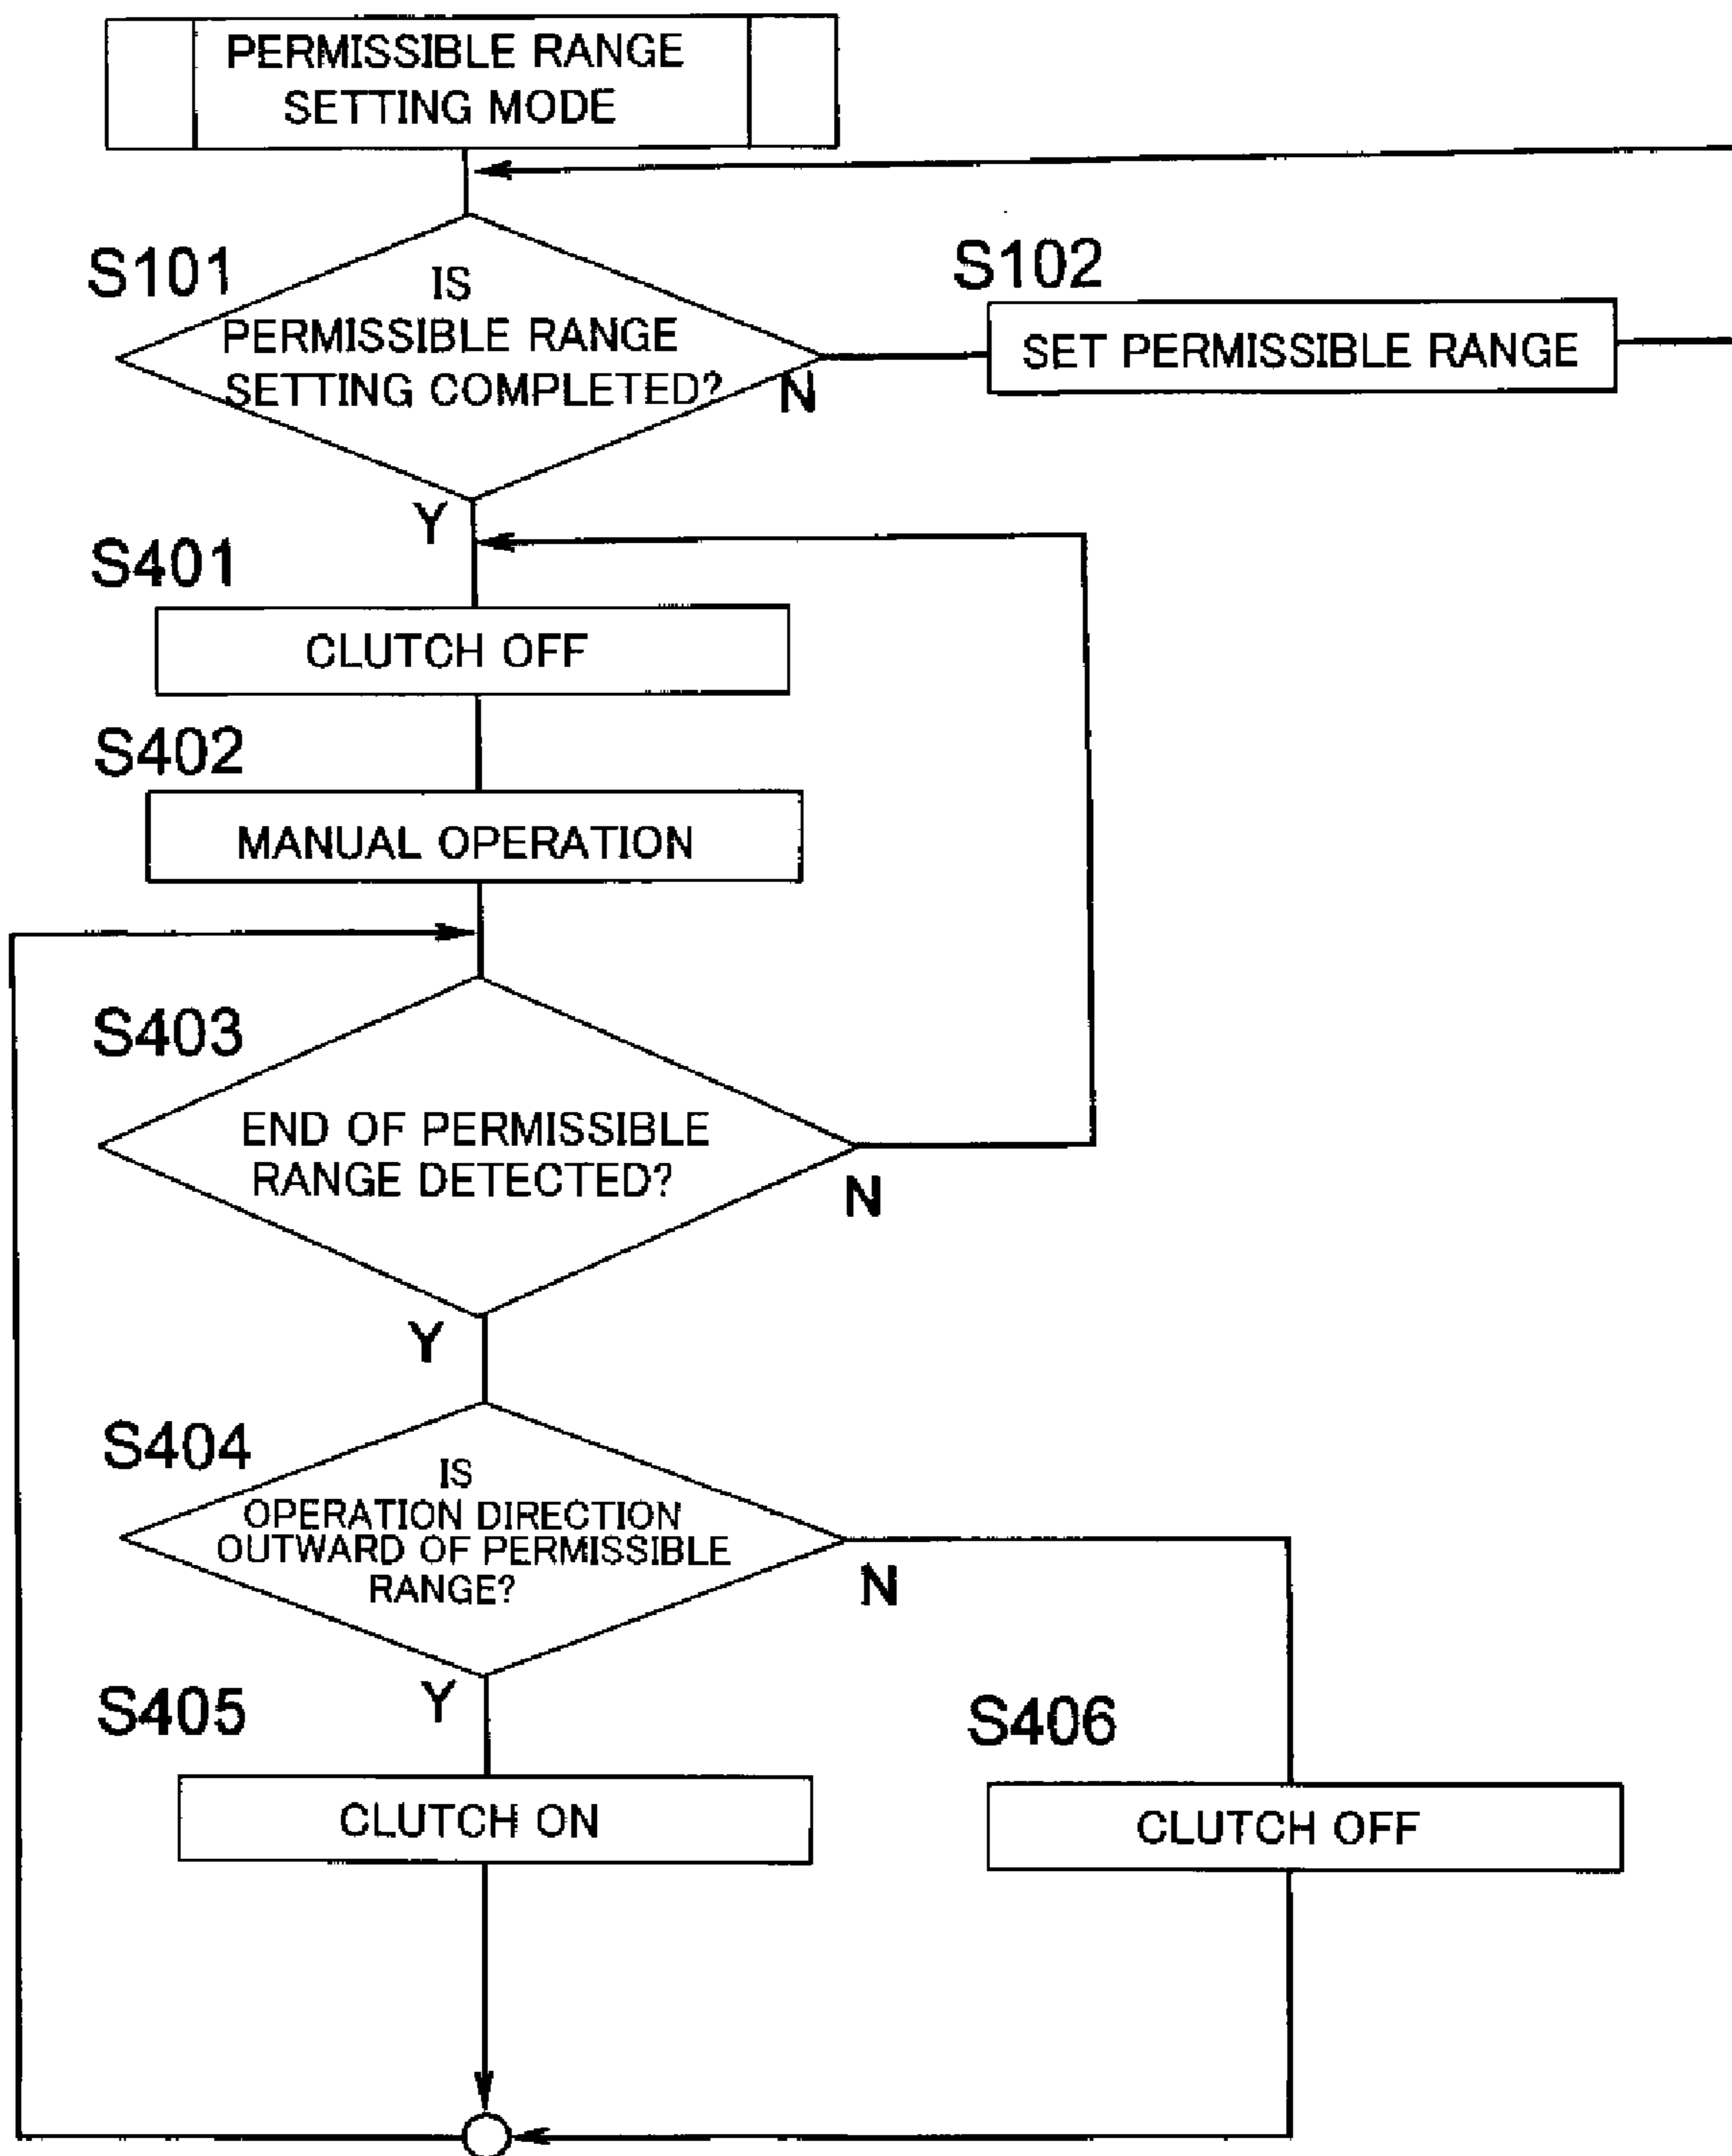 PERMISSIBLE RANGE
SETTING MODE
S101
IS
PERMISSIBLE RANGE
SETTING COMPLETED?
N
S102
SET PERMISSIBLE RANGE
Y
S401
CLUTCH OFF
S402
MANUAL OPERATION
S403
END OF PERMISSIBLE
RANGE DETECTED?
N
Y
S404
IS
OPERATION DIRECTION
OUTWARD OF PERMISSIBLE
RANGE?
N
Y
S405
CLUTCH ON
S406
CLUTCH OFF